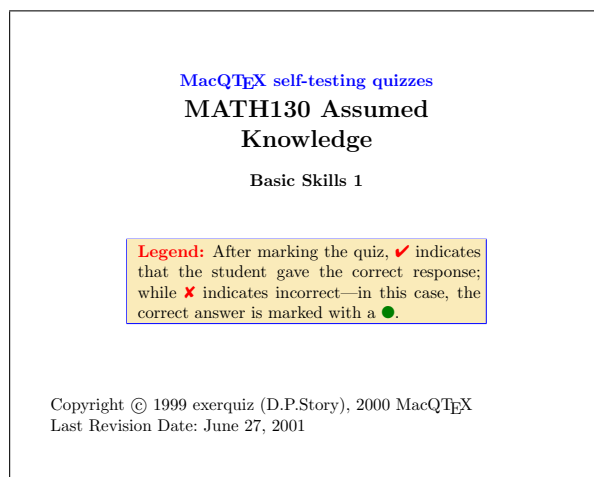 MacQTEX self-testing quizzes
MATH130 Assumed
Knowledge
Basic Skills 1
Legend: After marking the quiz, ✔ indicates
that the student gave the correct response;
while ✘ indicates incorrect—in this case, the
correct answer is marked with a ●.
Copyright © 1999 exerquiz (D.P.Story), 2000 MacQTEX
Last Revision Date: June 27, 2001